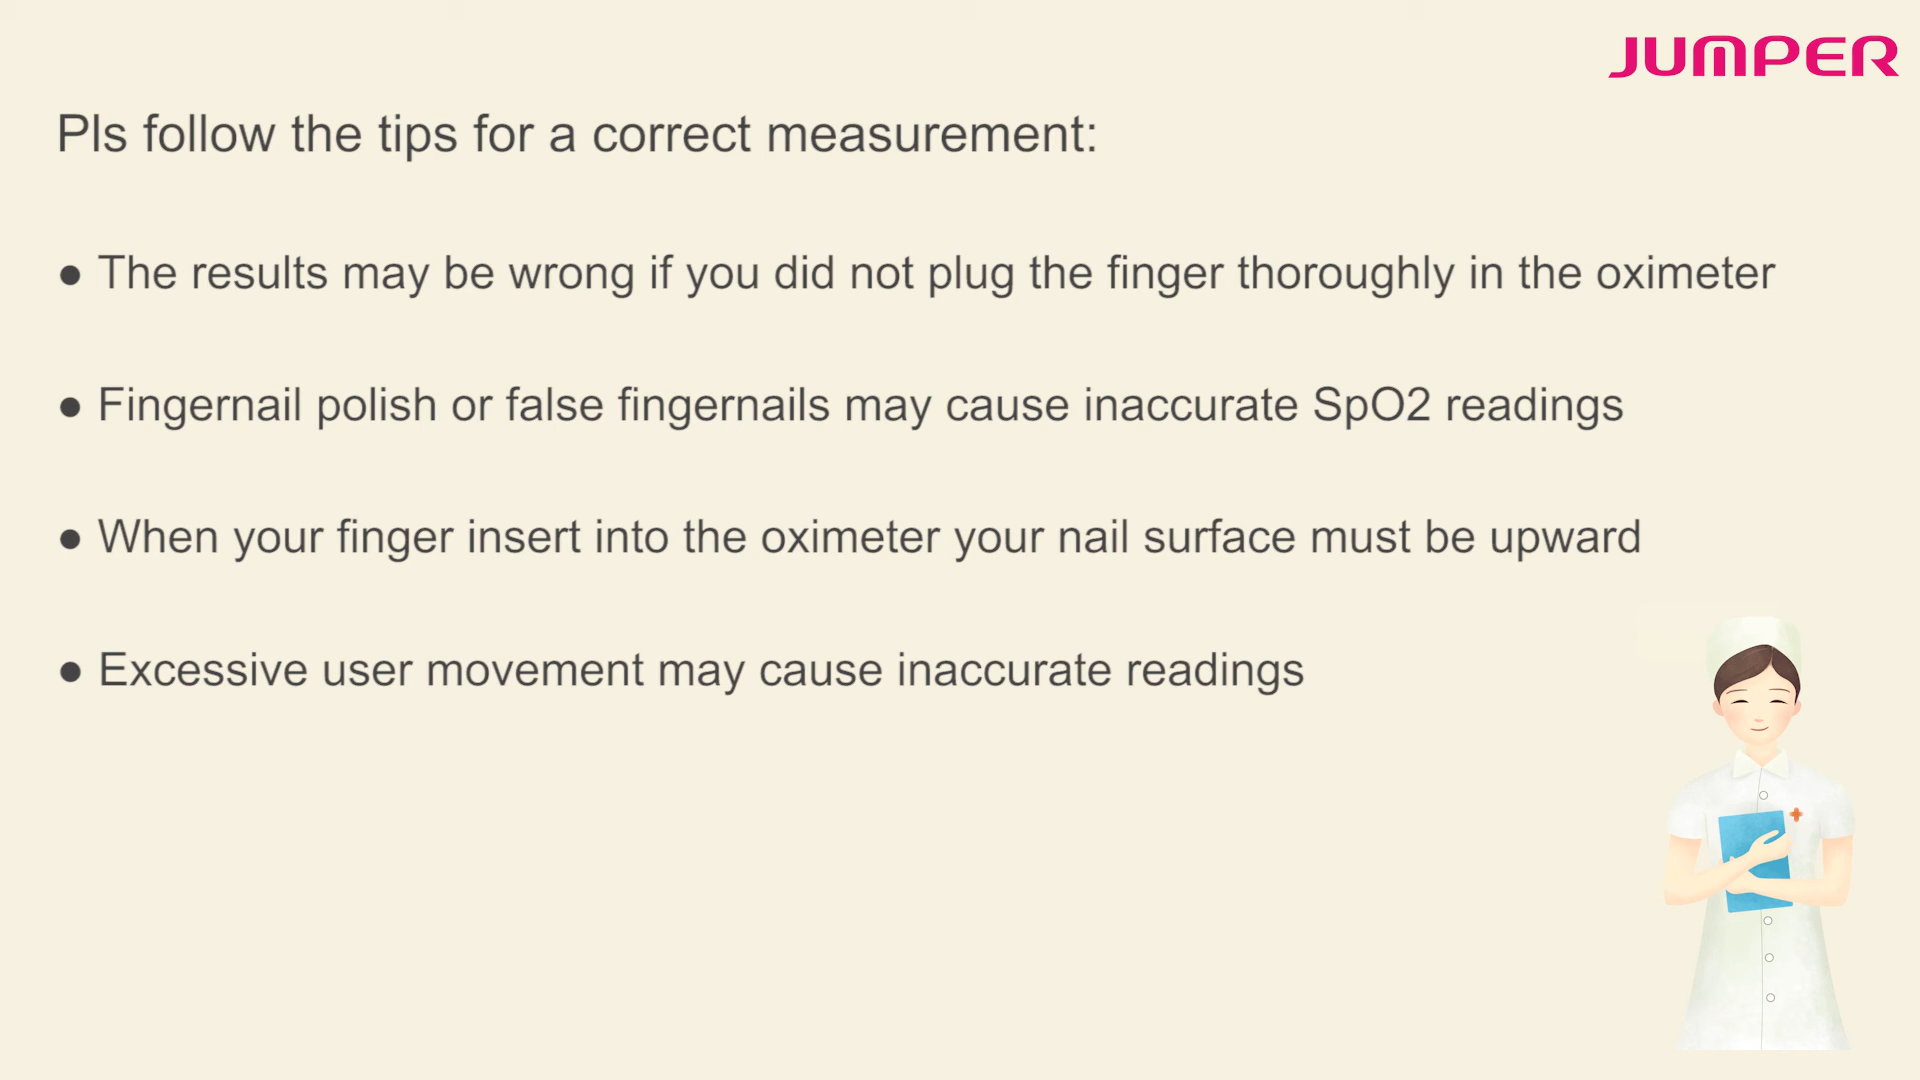 JUMPER
Pls follow the tips for a correct measurement:
● The results may be wrong if you did not plug the finger thoroughly in the oximeter
● Fingernail polish or false fingernails may cause inaccurate SpO2 readings
● When your finger insert into the oximeter your nail surface must be upward
● Excessive user movement may cause inaccurate readings